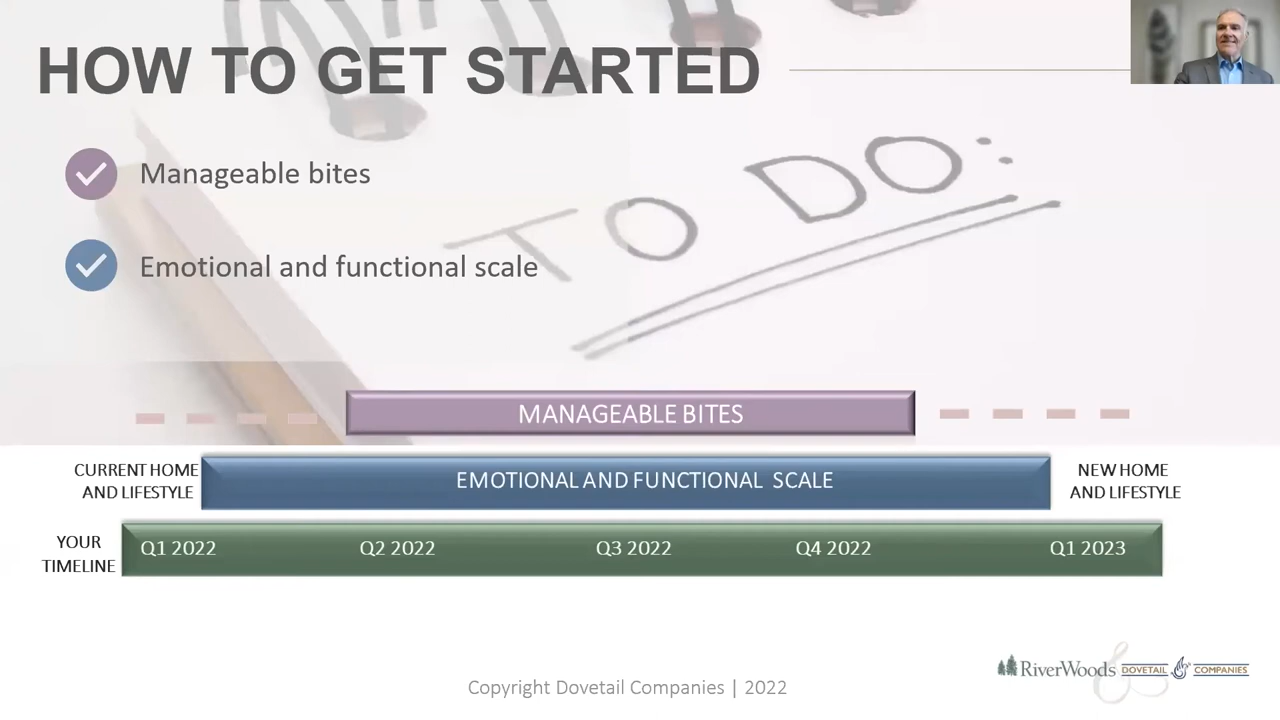 HOW TO GET STARTED
Manageable bites
TO DO:
Emotional and functional scale
MANAGEABLE BITES
CURRENT HOME
AND LIFESTYLE
EMOTIONAL AND FUNCTIONAL SCALE
NEW HOME
AND LIFESTYLE
YOUR
TIMELINE
Q1 2022 Q2 2022 Q3 2022 Q4 2022 Q1 2023
RiverWoods DOVETAIL COMPANIES
Copyright Dovetail Companies | 2022